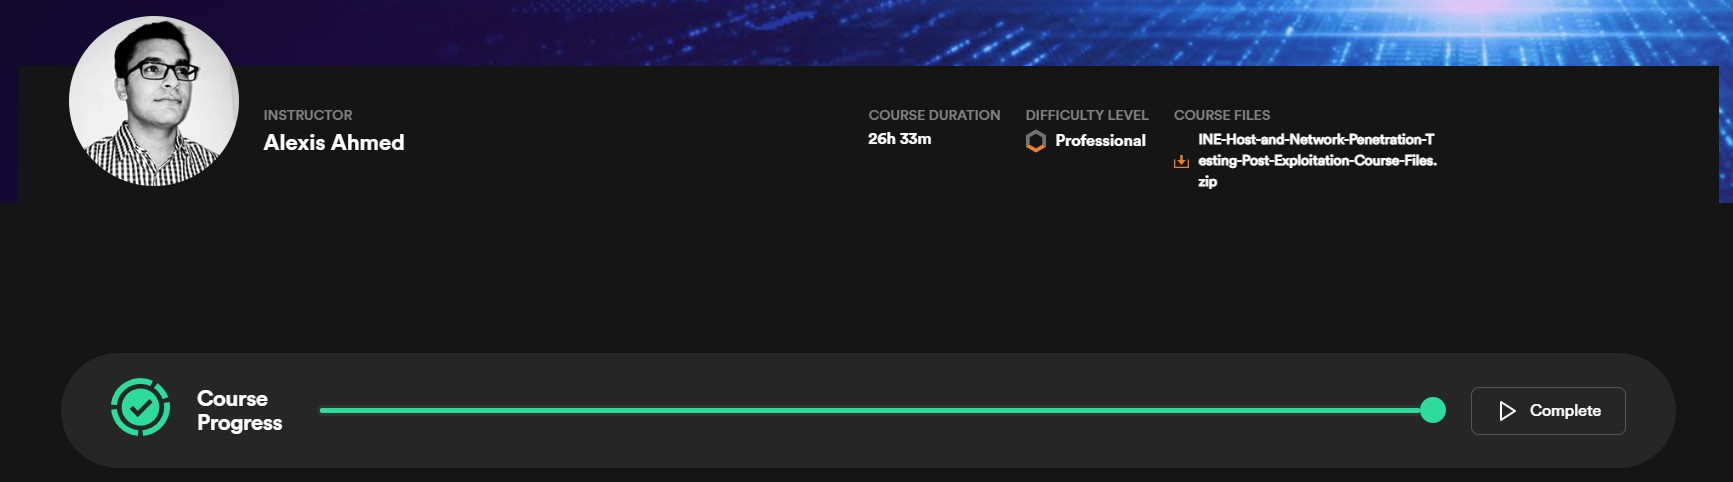 INSTRUCTOR
Alexis Ahmed
COURSE DURATION
26h 33m
DIFFICULTY LEVEL
Professional
COURSE FILES
INE-Host-and-Network-Penetration-T
esting-Post-Exploitation-Course-Files.
zip
Course
Progress
Complete